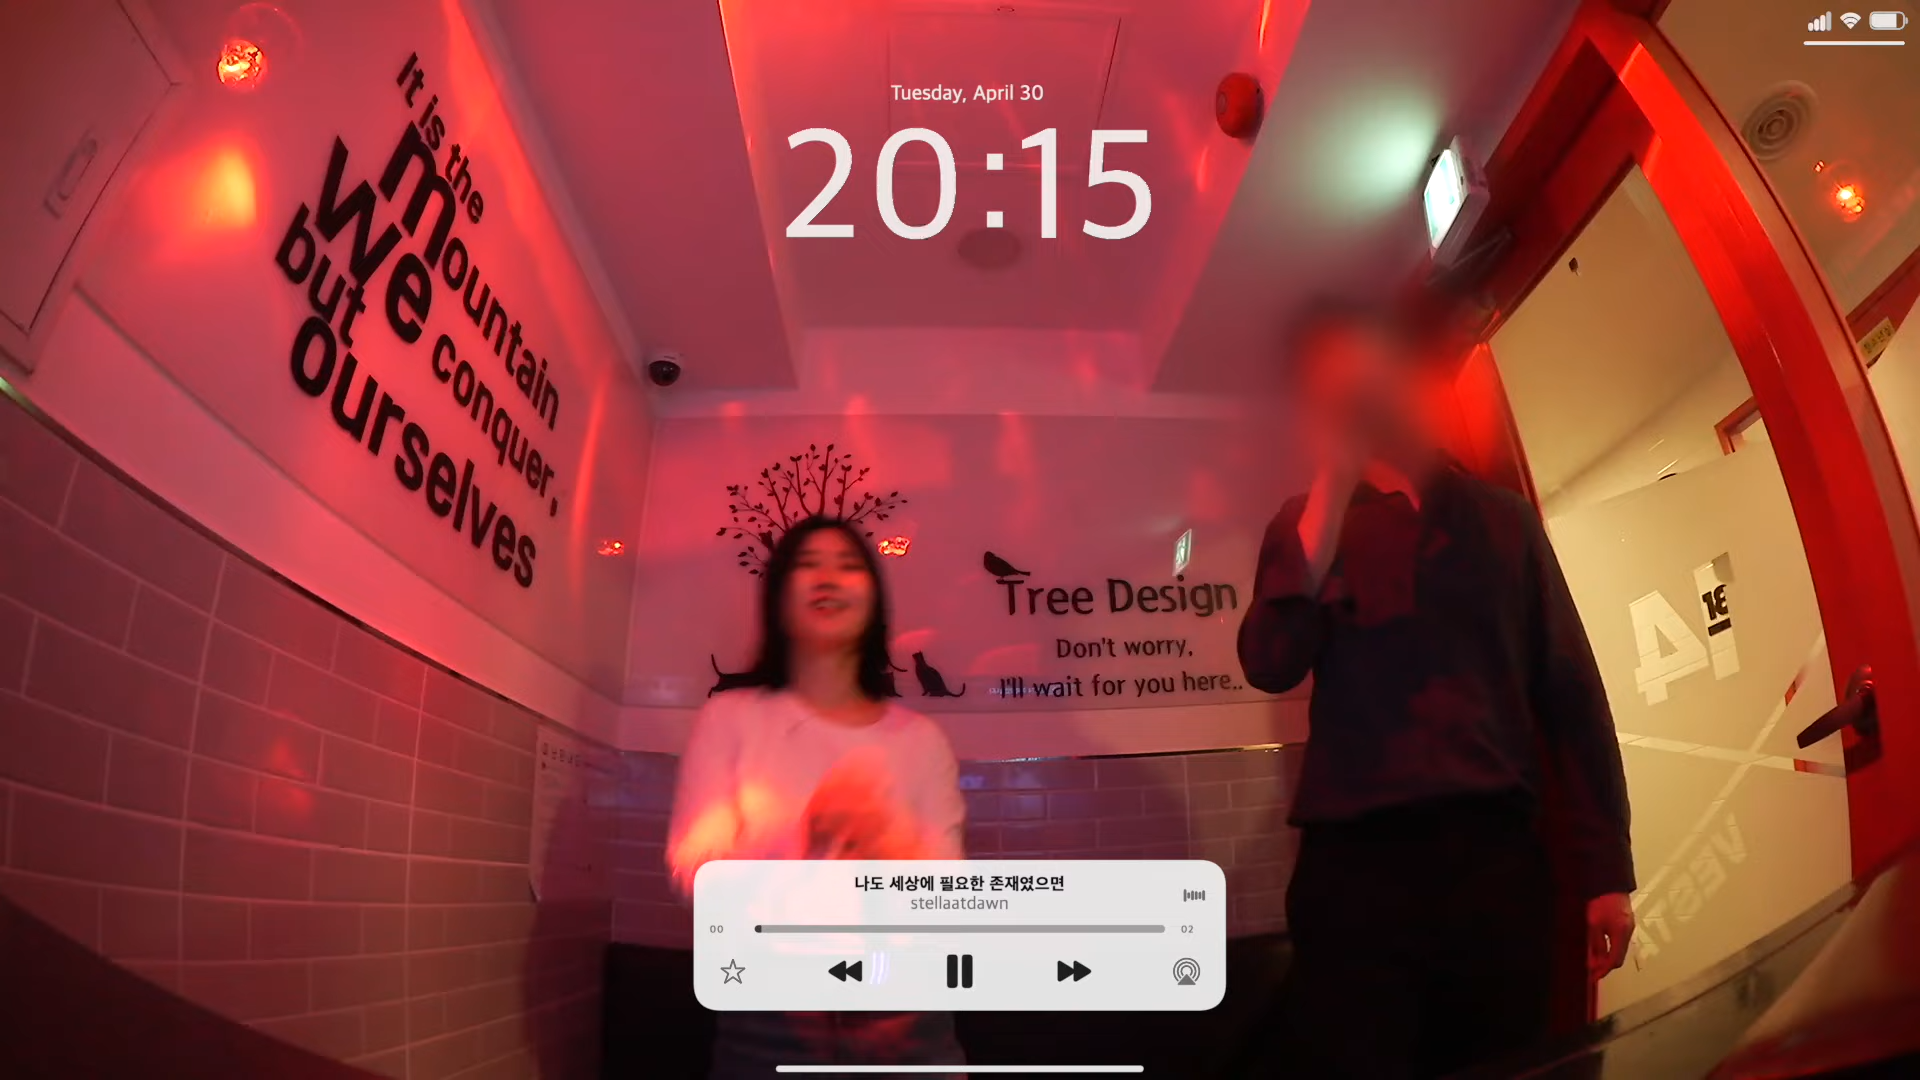 Tuesday, April 30
20:15
It is the
mountain
we conquer,
but
ourselves
Tree Design
Don't worry,
I'll wait for you here..
14
18
나도 세상에 필요한 존재였으면
stellaatdawn
00
02